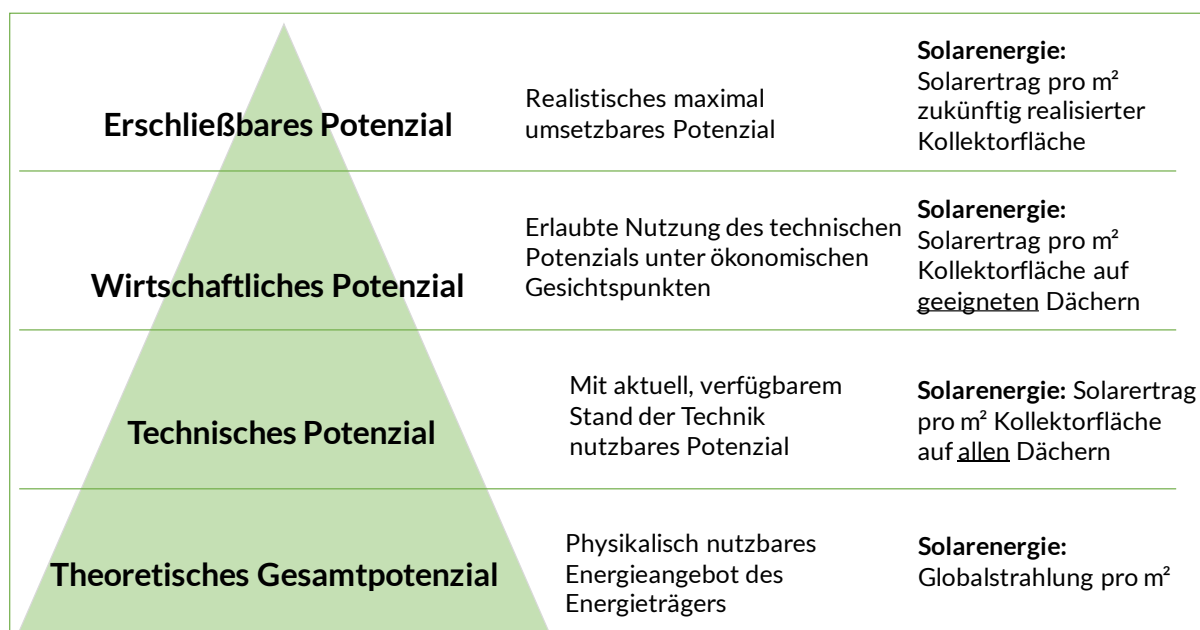 Erschließbares Potenzial
Realistisches maximal
umsetzbares Potenzial
Solarenergie:
Solarertrag pro m²
zukünftig realisierter
Kollektorfläche
Wirtschaftliches Potenzial
Erlaubte Nutzung des technischen
Potenzials unter ökonomischen
Gesichtspunkten
Solarenergie:
Solarertrag pro m²
Kollektorfläche auf
geeigneten Dächern
Technisches Potenzial
Mit aktuell, verfügbarem
Stand der Technik
nutzbares Potenzial
Solarenergie: Solarertrag
pro m² Kollektorfläche
auf allen Dächern
Theoretisches Gesamtpotenzial
Physikalisch nutzbares
Energieangebot des
Energieträgers
Solarenergie:
Globalstrahlung pro m²